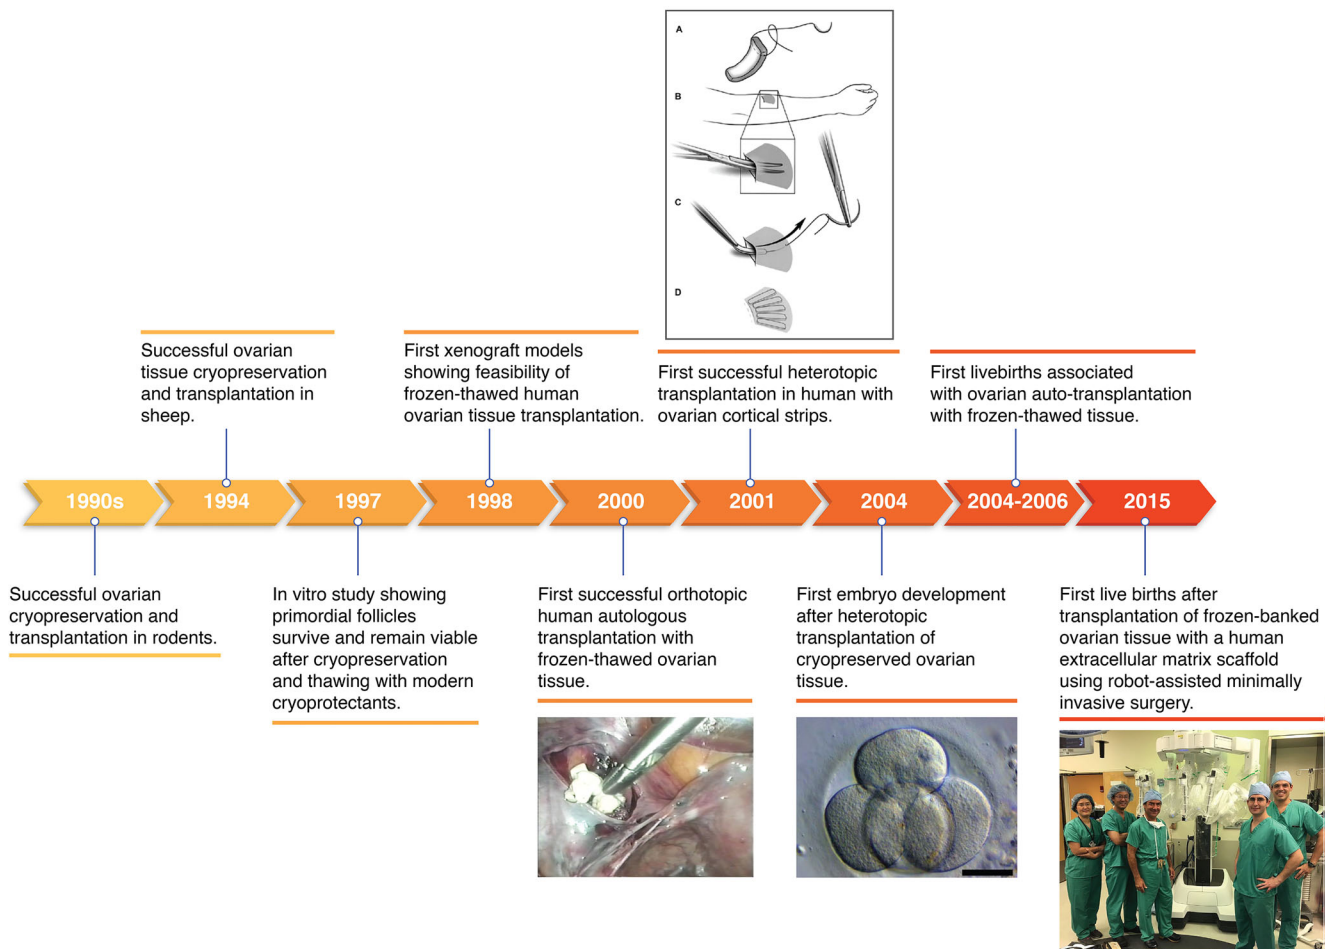 A
B
C
D
Successful ovarian
tissue cryopreservation
and transplantation in
sheep.
First xenograft models
showing feasibility of
frozen-thawed human
ovarian tissue transplantation.
First successful heterotopic
transplantation in human with
ovarian cortical strips.
First livebirths associated
with ovarian auto-transplantation
with frozen-thawed tissue.
1990s
1994
1997
1998
2000
2001
2004
2004-2006
2015
Successful ovarian
cryopreservation and
transplantation in rodents.
In vitro study showing
primordial follicles
survive and remain viable
after cryopreservation
and thawing with modern
cryoprotectants.
First successful orthotopic
human autologous
transplantation with
frozen-thawed ovarian
tissue.
First embryo development
after heterotopic
transplantation of
cryopreserved ovarian
tissue.
First live births after
transplantation of frozen-banked
ovarian tissue with a human
extracellular matrix scaffold
using robot-assisted minimally
invasive surgery.